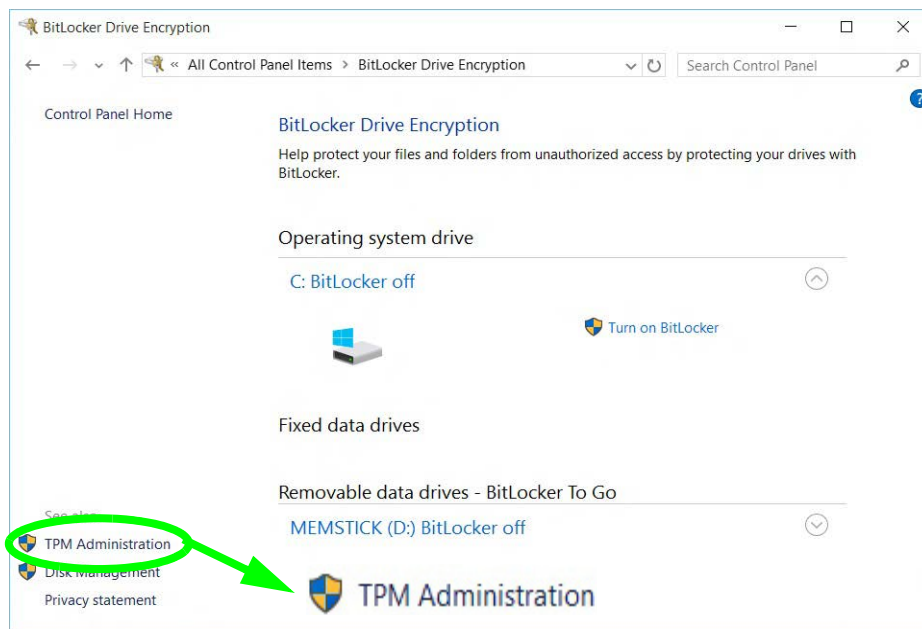 BitLocker Drive Encryption
« All Control Panel Items > BitLocker Drive Encryption
Search Control Panel
?
Control Panel Home
BitLocker Drive Encryption
Help protect your files and folders from unauthorized access by protecting your drives with
BitLocker.
Operating system drive
C: BitLocker off
Turn on BitLocker
Fixed data drives
Removable data drives - BitLocker To Go
MEMSTICK (D:) BitLocker off
See also
TPM Administration
Disk Management
Privacy statement
TPM Administration